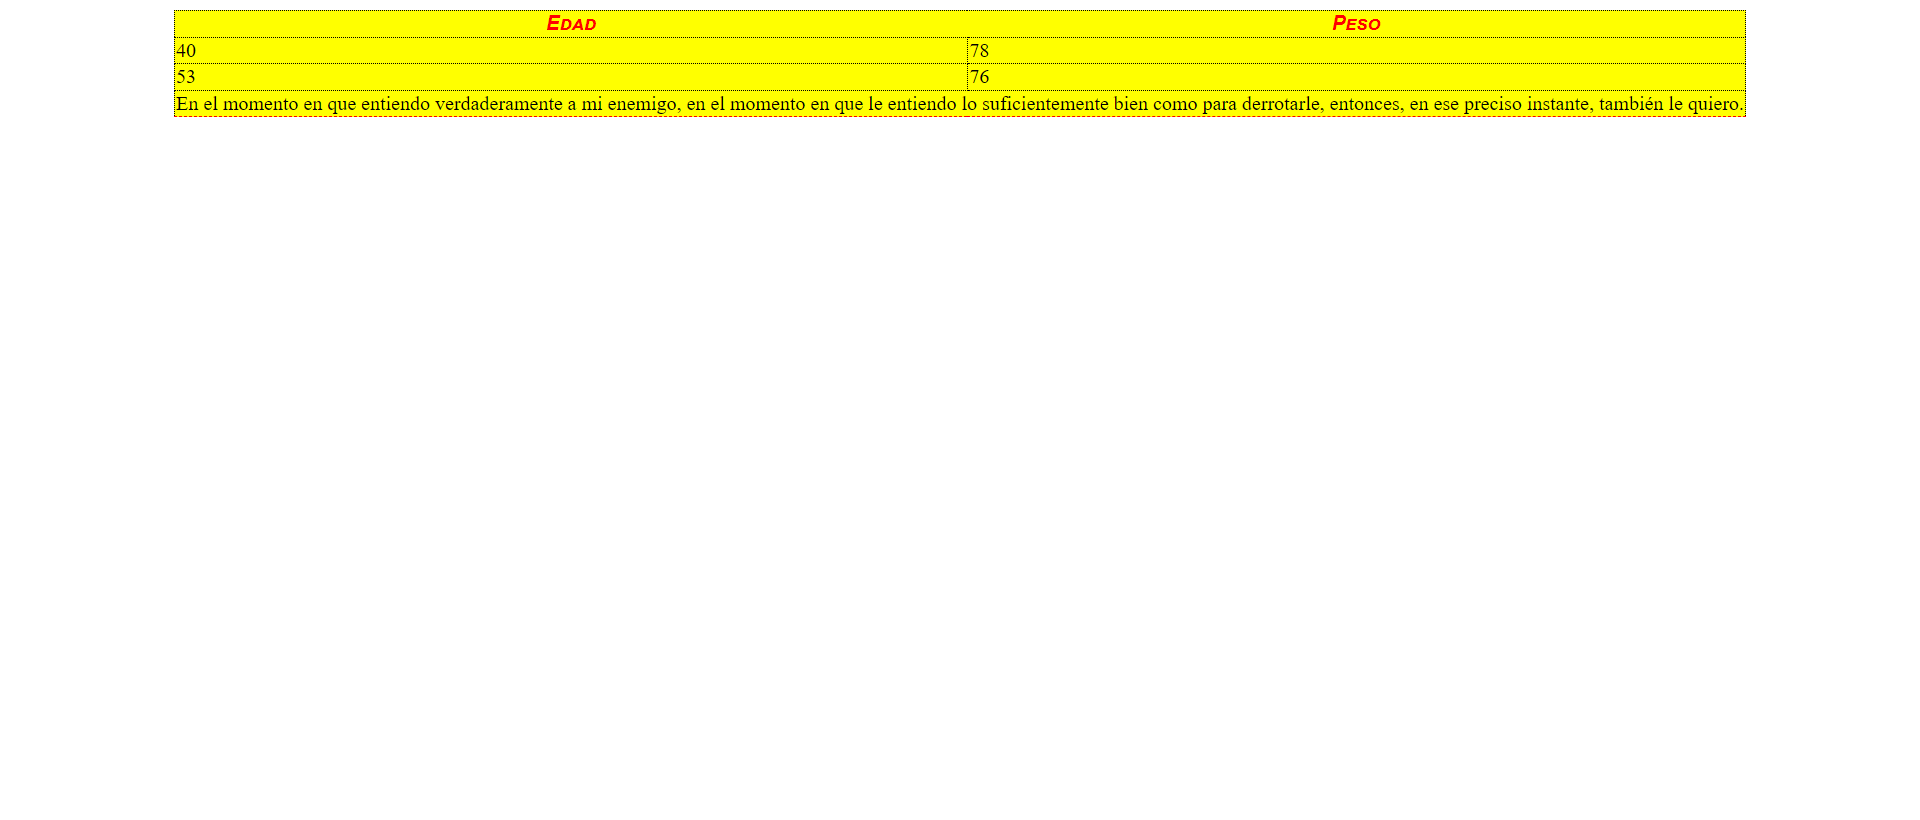 EDAD PESO
40 78
53 76
En el momento en que entiendo verdaderamente a mi enemigo, en el momento en que le entiendo lo suficientemente bien como para derrotarle, entonces, en ese preciso instante, también le quiero.